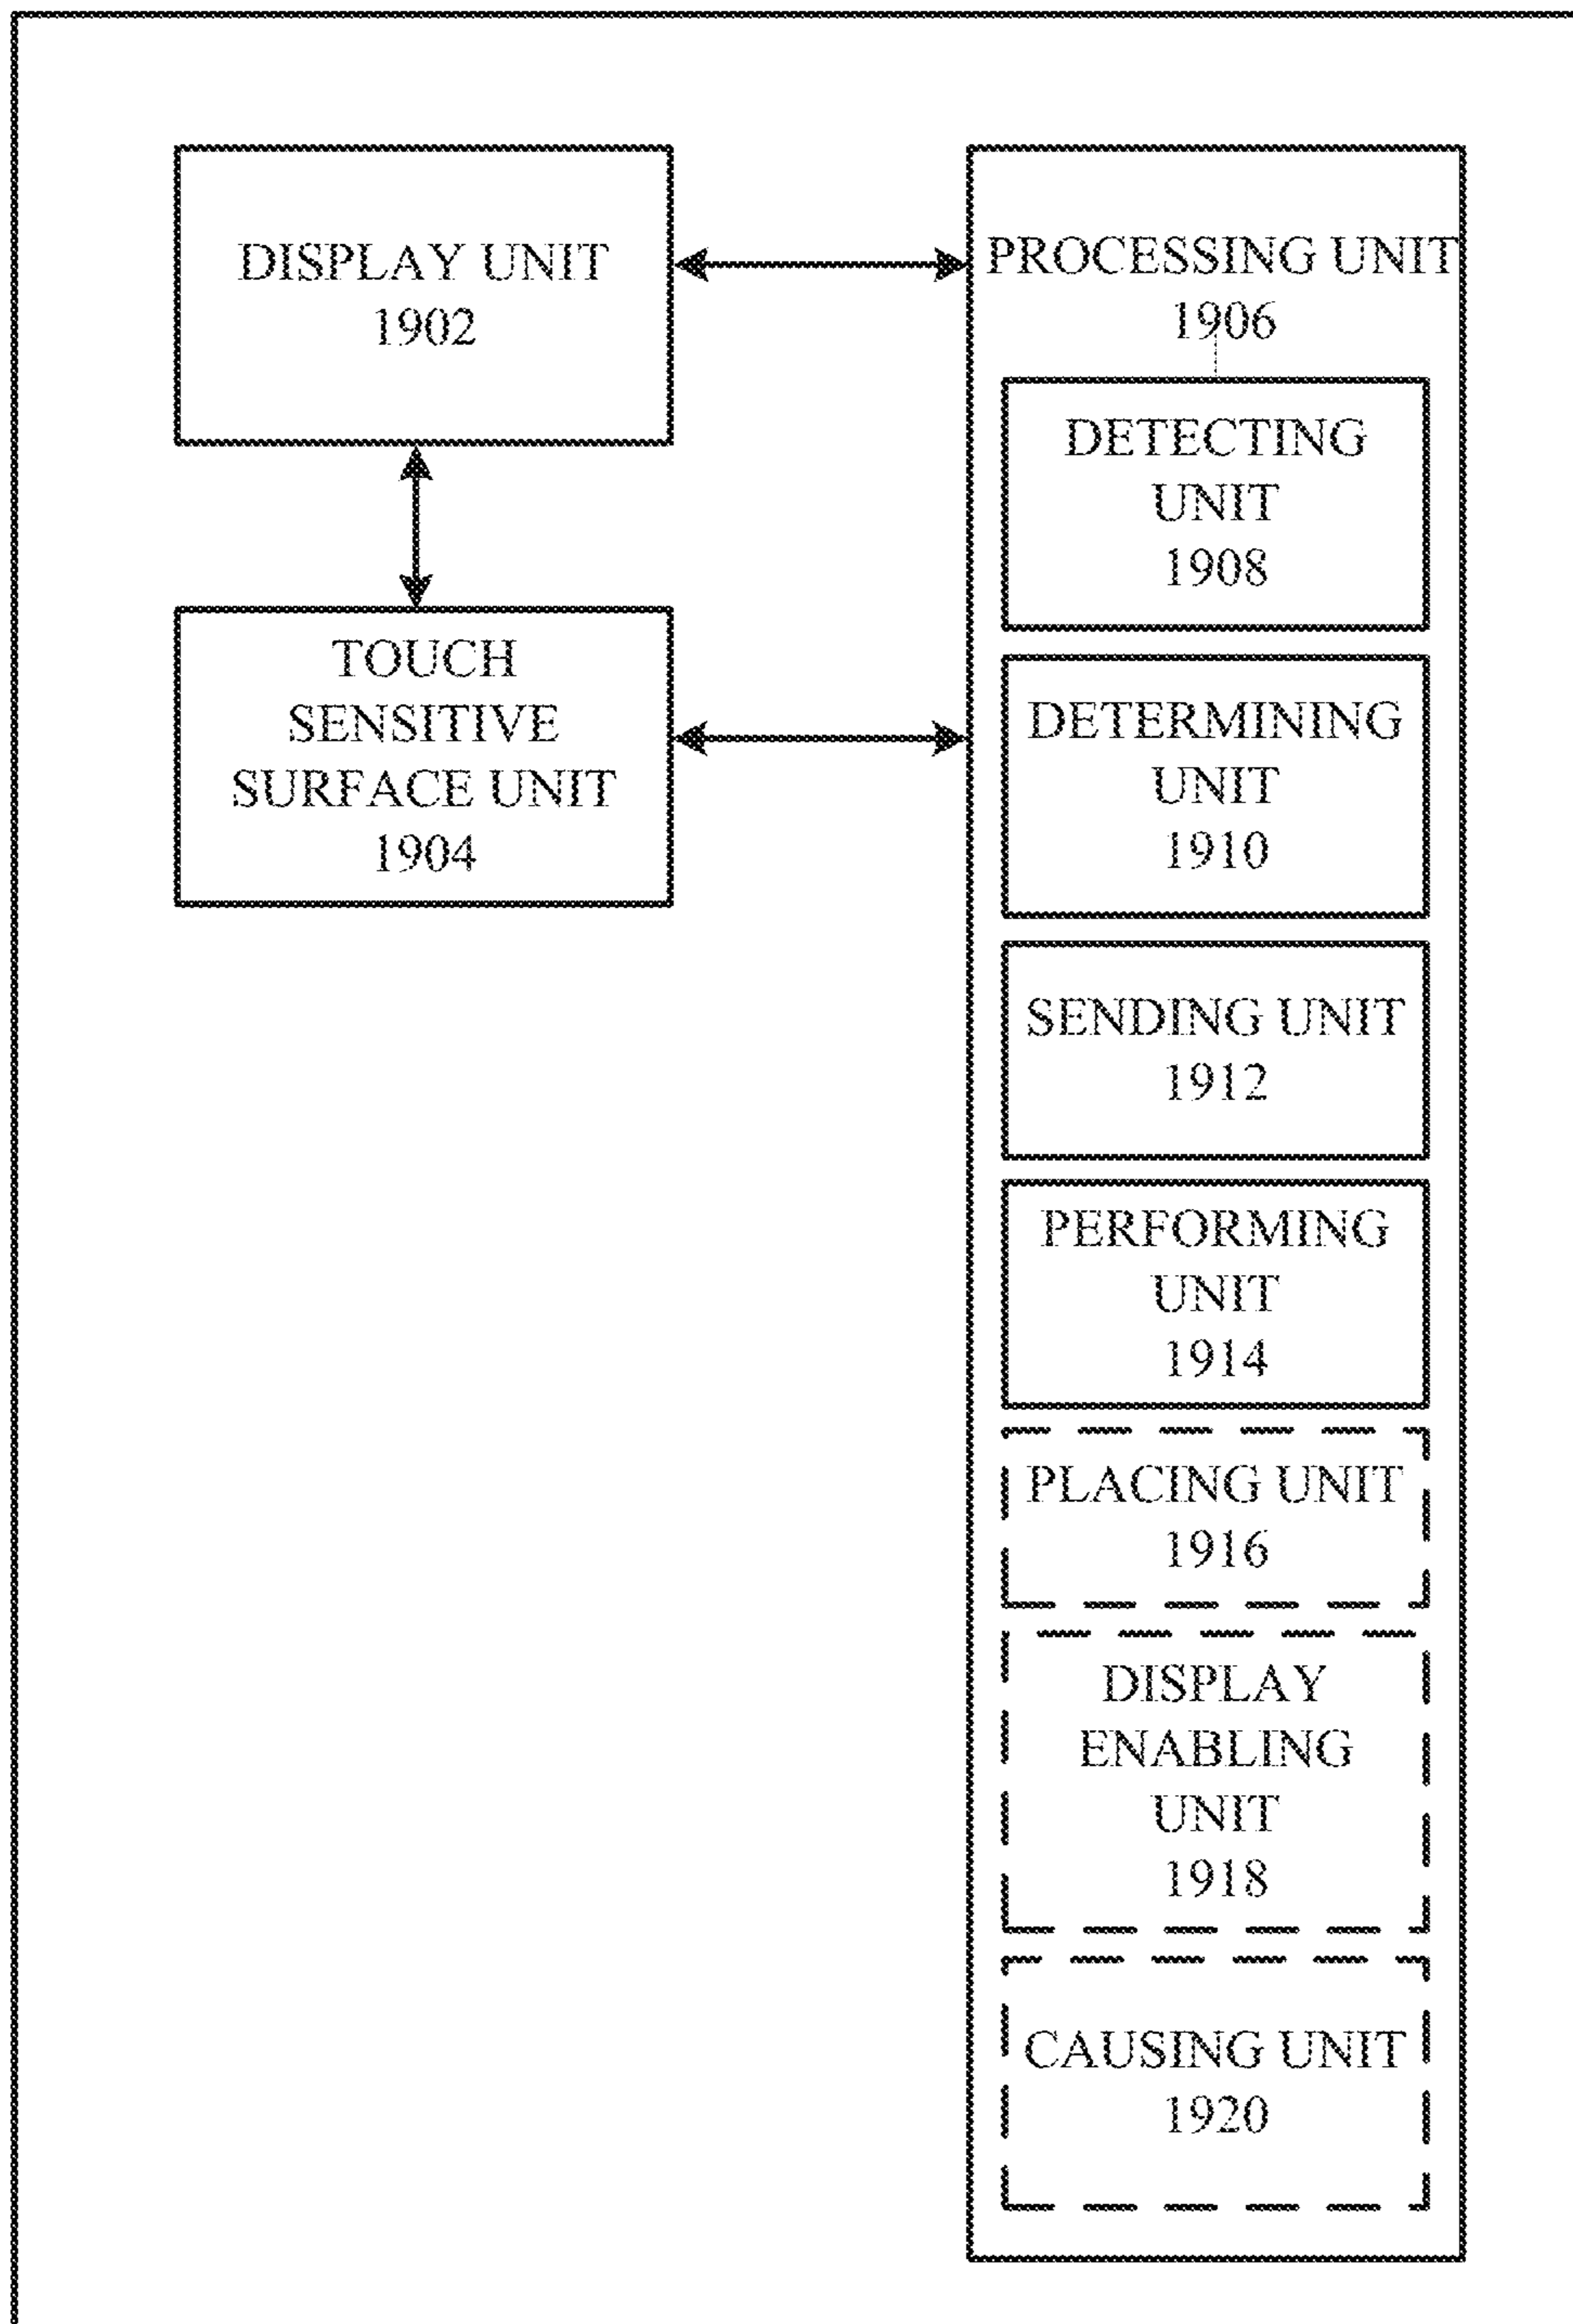 DISPLAY UNIT
1902
TOUCH
SENSITIVE
SURFACE UNIT
1904
PROCESSING UNIT
1906
DETECTING
UNIT
1908
DETERMINING
UNIT
1910
SENDING UNIT
1912
PERFORMING
UNIT
1914
PLACING UNIT
1916
DISPLAY
ENABLING
UNIT
1918
CAUSING UNIT
1920